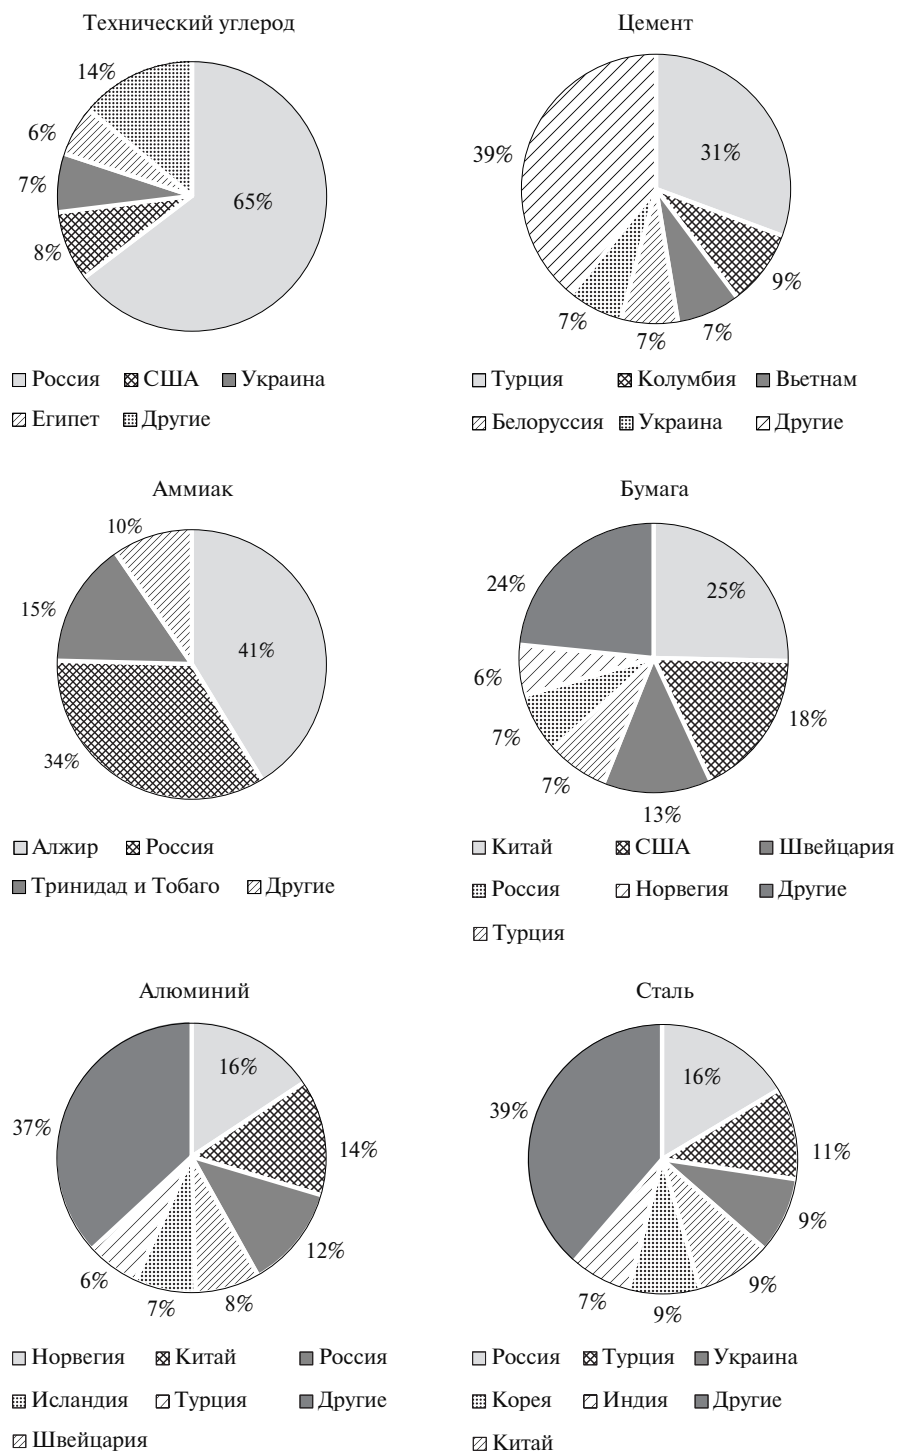 Технический углерод
14%
6%
7%
8%
65%
Россия США Украина
Египет Другие
Цемент
39%
31%
9%
7%
7%
7%
Турция Колумбия Вьетнам
Белоруссия Украина Другие
Аммиак
10%
15%
41%
34%
Алжир Россия
Тринидад и Тобаго Другие
Бумага
24%
25%
6%
18%
7%
7%
13%
Китай США Швейцария
Россия Норвегия Другие
Турция
Алюминий
16%
37%
14%
12%
6%
7%
8%
Норвегия Китай Россия
Исландия Турция Другие
Швейцария
Сталь
16%
39%
11%
9%
9%
7%
9%
Россия Турция Украина
Корея Индия Другие
Китай